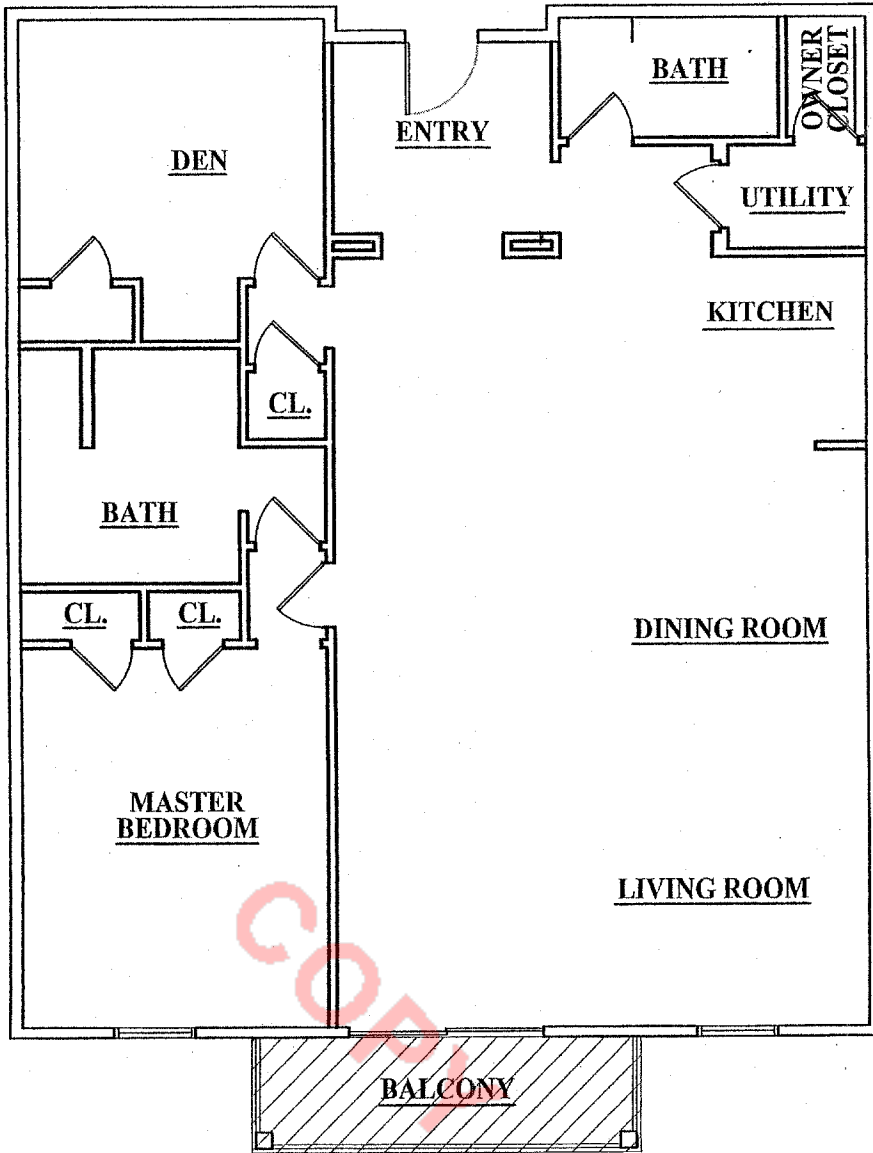 BATH
OWNER
CLOSET
ENTRY
DEN
UTILITY
KITCHEN
CL.
BATH
CL.
CL.
DINING ROOM
MASTER
BEDROOM
LIVING ROOM
COPY
BALCONY